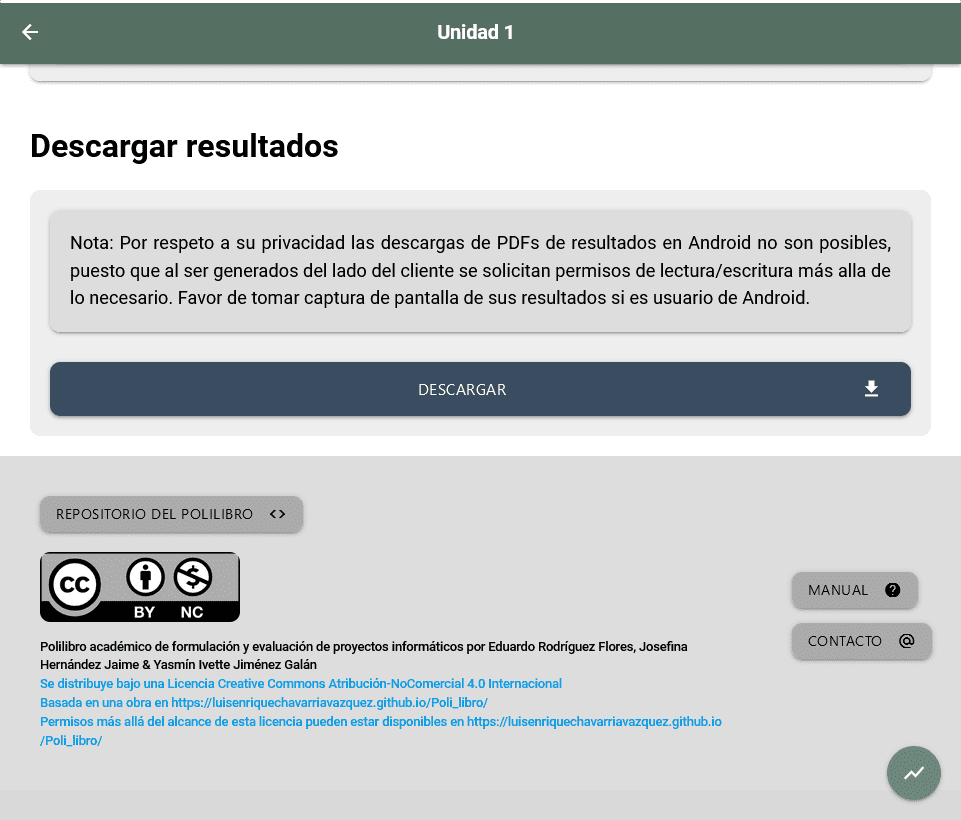 Unidad 1
Descargar resultados
Nota: Por respeto a su privacidad las descargas de PDFs de resultados en Android no son posibles,
puesto que al ser generados del lado del cliente se solicitan permisos de lectura/escritura más alla de
lo necesario. Favor de tomar captura de pantalla de sus resultados si es usuario de Android.
DESCARGAR
REPOSITORIO DEL POLILIBRO <>
CC BY NC
MANUAL ?
CONTACTO @
Polilibro académico de formulación y evaluación de proyectos informáticos por Eduardo Rodríguez Flores, Josefina
Hernández Jaime & Yasmín Ivette Jiménez Galán
Se distribuye bajo una Licencia Creative Commons Atribución-NoComercial 4.0 Internacional
Basada en una obra en https://luisenriquechavarriavazquez.github.io/Poli_libro/
Permisos más allá del alcance de esta licencia pueden estar disponibles en https://luisenriquechavarriavazquez.github.io
/Poli_libro/